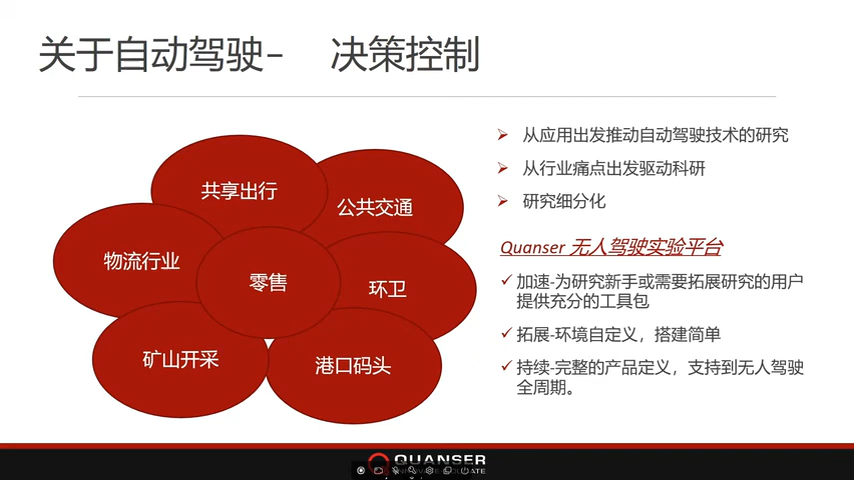 关于自动驾驶– 决策控制
共享出行
公共交通
物流行业
零售
环卫
矿山开采
港口码头
➢ 从应用出发推动自动驾驶技术的研究
➢ 从行业痛点出发驱动科研
➢ 研究细分化
Quanser 无人驾驶实验平台
✓ 加速-为研究新手或需要拓展研究的用户
提供充分的工具包
✓ 拓展-环境自定义，搭建简单
✓ 持续-完整的产品定义，支持到无人驾驶
全周期。
QUANSER